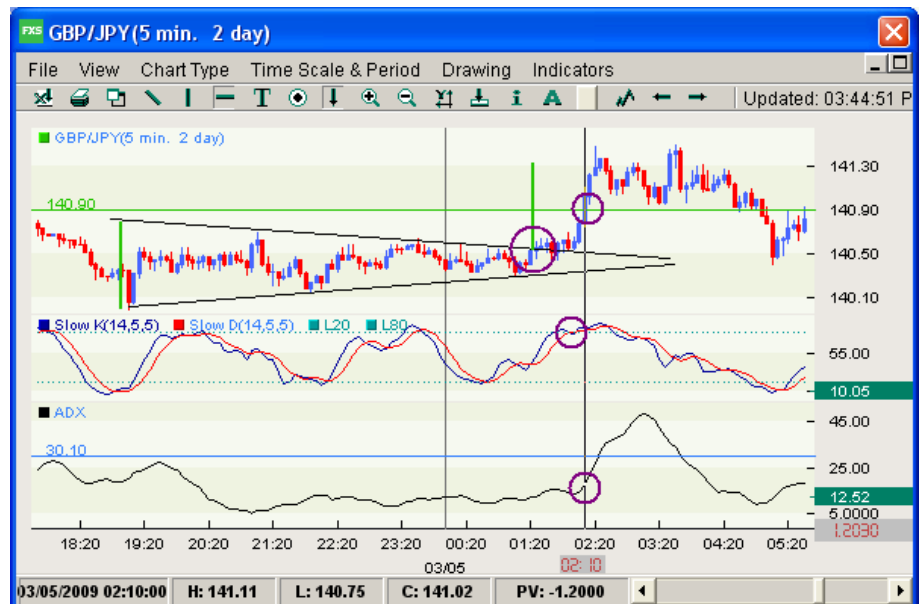 FXS GBP/JPY(5 min. 2 day)
File View Chart Type Time Scale & Period Drawing Indicators
T i A Updated: 03:44:51 P
GBP/JPY(5 min. 2 day)
141.30
140.90 140.90
140.50
140.10
Slow K(14,5,5) Slow D(14,5,5) L20 L80
55.00
10.05
ADX
45.00
30.10
25.00
12.52
5.0000
1.2030
18:20 19:20 20:20 21:20 22:20 23:20 00:20 01:20 02:20 03:20 04:20 05:20
03/05 02:10
03/05/2009 02:10:00 H: 141.11 L: 140.75 C: 141.02 PV: -1.2000